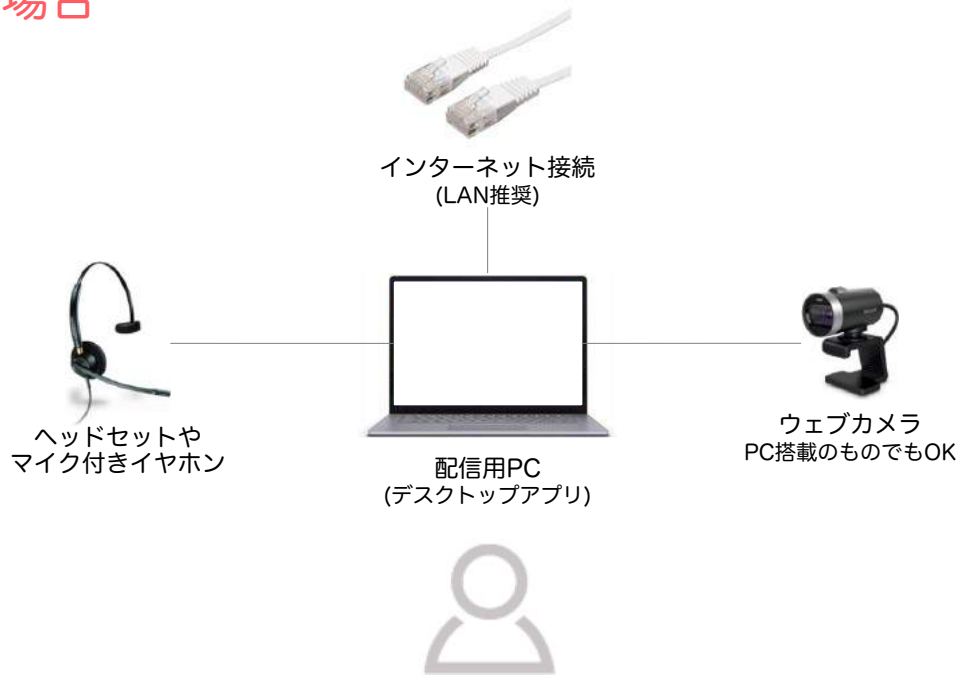 場合
インターネット接続
(LAN推奨)
ヘッドセットや
マイク付きイヤホン
配信用PC
(デスクトップアプリ)
ウェブカメラ
PC搭載のものでもOK